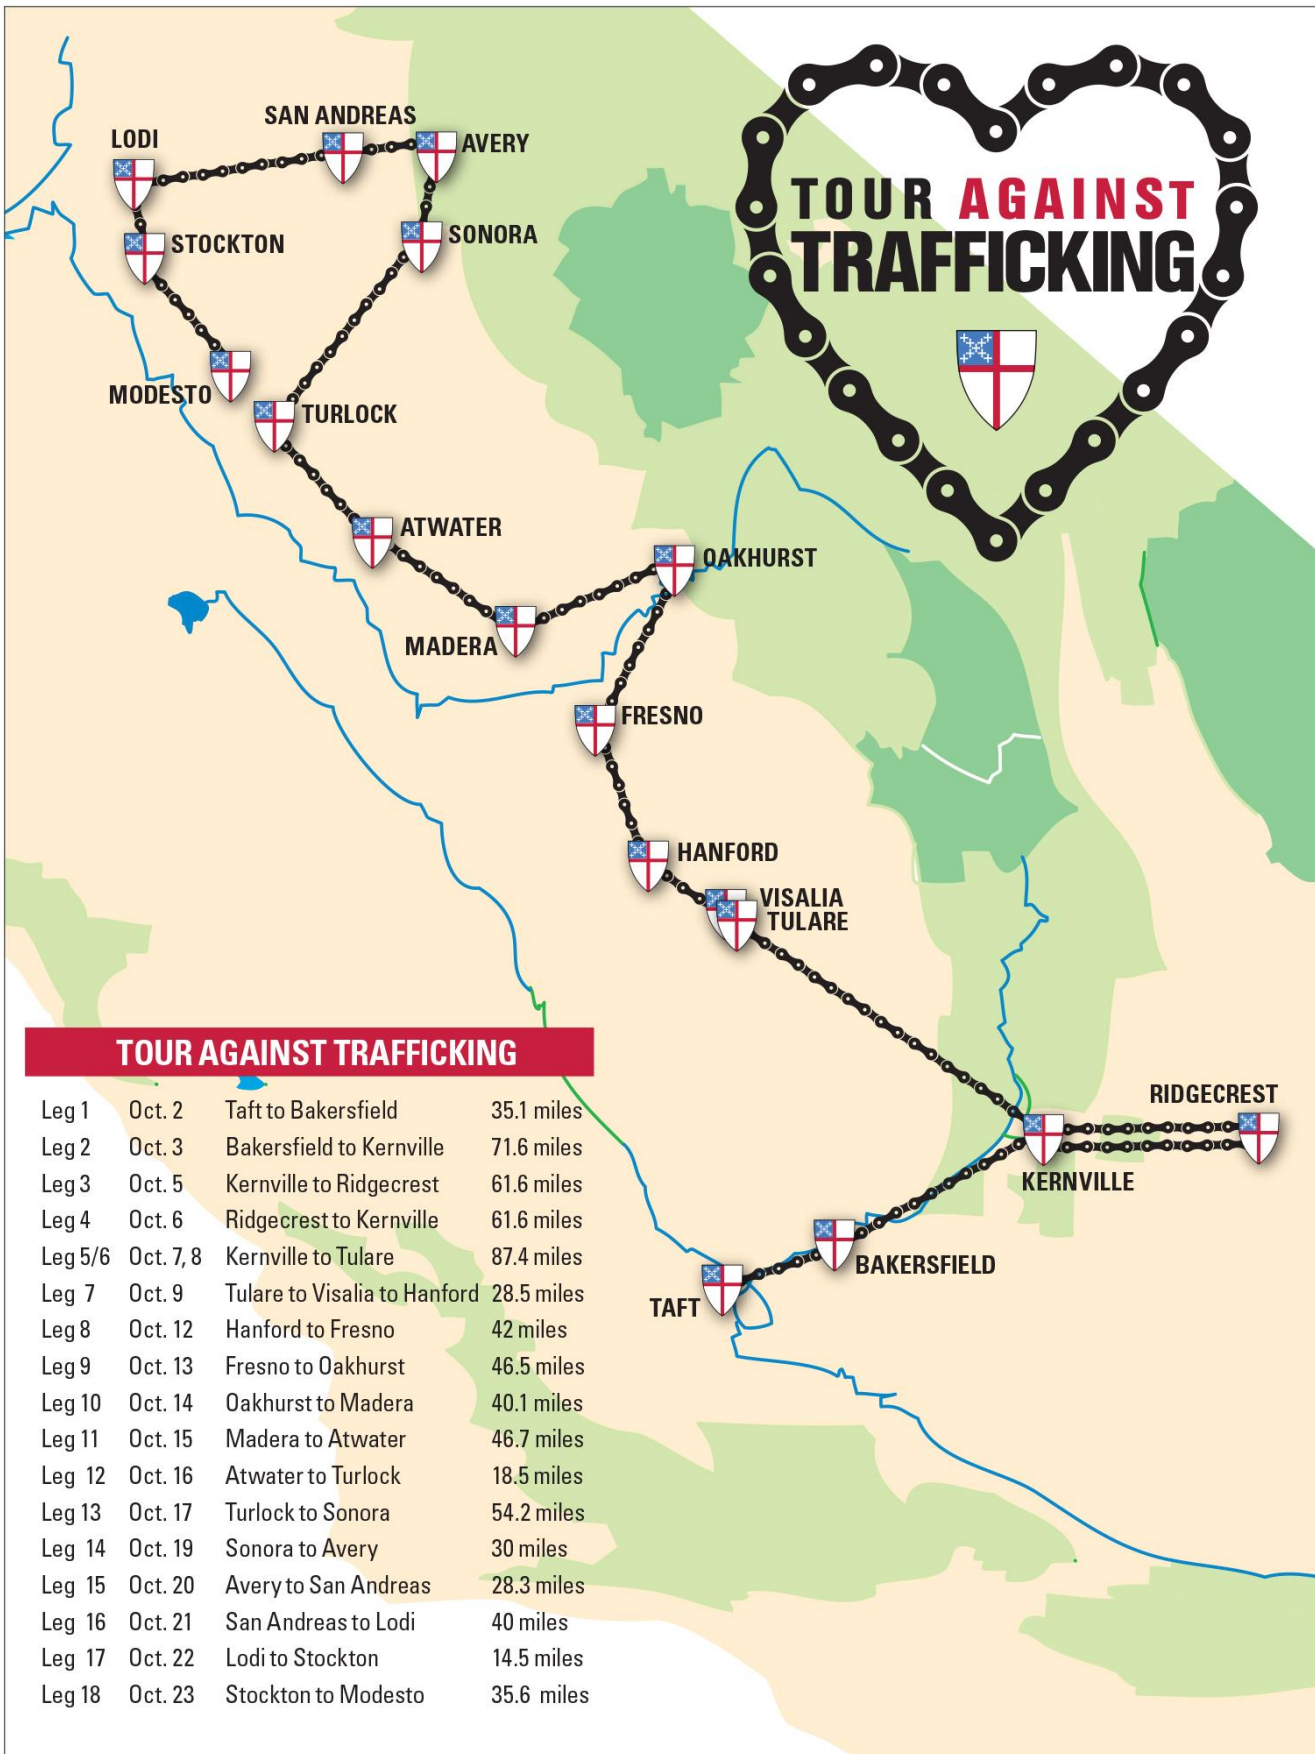 TOUR AGAINST
TRAFFICKING
SAN ANDREAS
LODI
AVERY
STOCKTON
SONORA
MODESTO
TURLOCK
ATWATER
OAKHURST
MADERA
FRESNO
HANFORD
VISALIA
TULARE
RIDGECREST
KERNVILLE
BAKERSFIELD
TAFT
TOUR AGAINST TRAFFICKING
Leg 1 Oct. 2 Taft to Bakersfield 35.1 miles
Leg 2 Oct. 3 Bakersfield to Kernville 71.6 miles
Leg 3 Oct. 5 Kernville to Ridgecrest 61.6 miles
Leg 4 Oct. 6 Ridgecrest to Kernville 61.6 miles
Leg 5/6 Oct. 7, 8 Kernville to Tulare 87.4 miles
Leg 7 Oct. 9 Tulare to Visalia to Hanford 28.5 miles
Leg 8 Oct. 12 Hanford to Fresno 42 miles
Leg 9 Oct. 13 Fresno to Oakhurst 46.5 miles
Leg 10 Oct. 14 Oakhurst to Madera 40.1 miles
Leg 11 Oct. 15 Madera to Atwater 46.7 miles
Leg 12 Oct. 16 Atwater to Turlock 18.5 miles
Leg 13 Oct. 17 Turlock to Sonora 54.2 miles
Leg 14 Oct. 19 Sonora to Avery 30 miles
Leg 15 Oct. 20 Avery to San Andreas 28.3 miles
Leg 16 Oct. 21 San Andreas to Lodi 40 miles
Leg 17 Oct. 22 Lodi to Stockton 14.5 miles
Leg 18 Oct. 23 Stockton to Modesto 35.6 miles